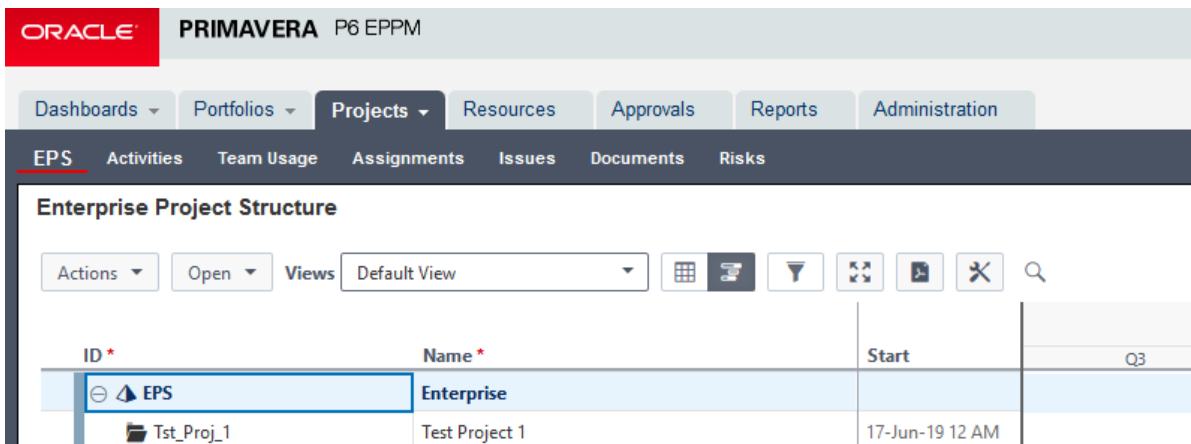 ORACLE PRIMAVERA P6 EPPM
Dashboards Portfolios Projects Resources Approvals Reports Administration
EPS Activities Team Usage Assignments Issues Documents Risks
Enterprise Project Structure
Actions Open Views Default View
ID * Name * Start Q3
EPS Enterprise
Tst_Proj_1 Test Project 1 17-Jun-19 12 AM